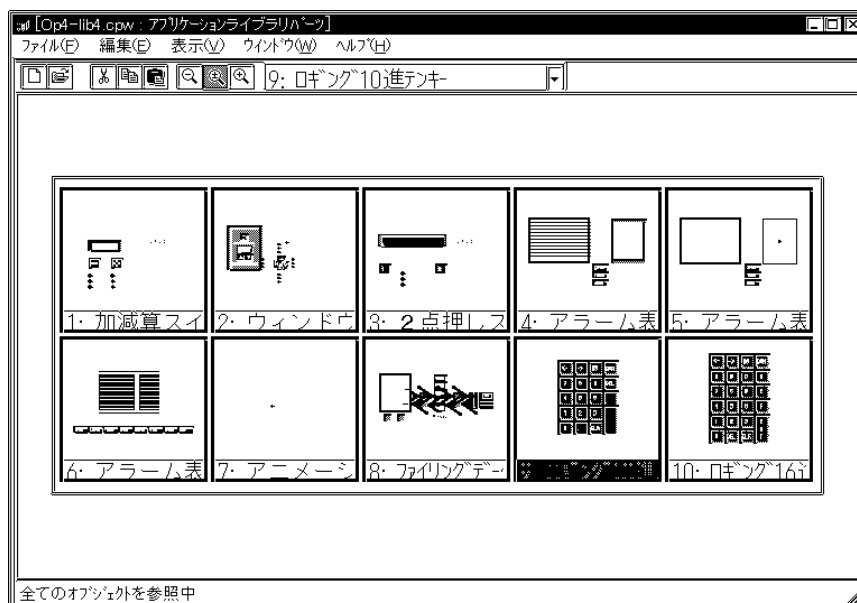 [Op4-lib4.cpw : アプリケーションライブラリパーツ]
ファイル(F) 編集(E) 表示(V) ウインドウ(W) ヘルプ(H)
9: ロギング10進テンキー
1: 加減算スイ 2: ウィンドウ 3: 2点押しス 4: アラーム表 5: アラーム表
6: アラーム表 7: アニメーシ 8: ファイリングデー 10: ロギング16進
全てのオブジェクトを参照中